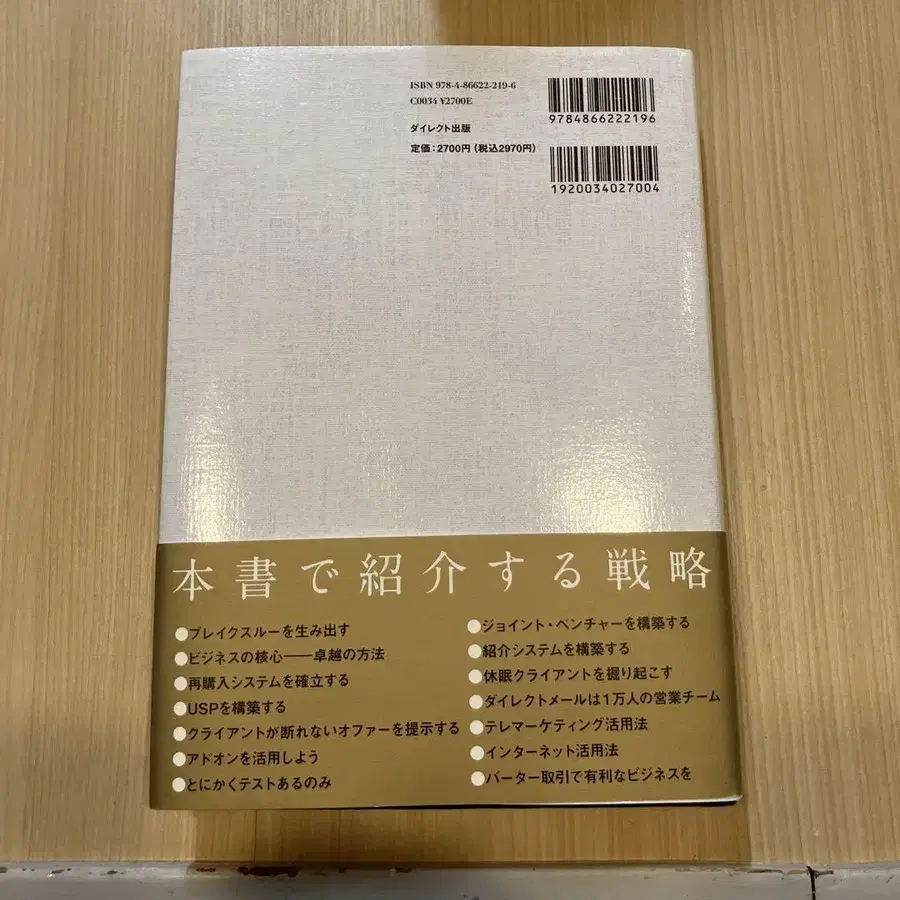 ISBN 978-4-86622-219-6
C0034 ¥2700E
9784866222196
ダイレクト出版
定価：2700円（税込2970円）
1920034027004
本書で紹介する戦略
●ブレイクスルーを生み出す
●ビジネスの核心――卓越の方法
●再購入システムを確立する
●USPを構築する
●クライアントが断れないオファーを提示する
●アドオンを活用しよう
●とにかくテストあるのみ
●ジョイント・ベンチャーを構築する
●紹介システムを構築する
●休眠クライアントを掘り起こす
●ダイレクトメールは1万人の営業チーム
●テレマーケティング活用法
●インターネット活用法
●バーター取引で有利なビジネスを